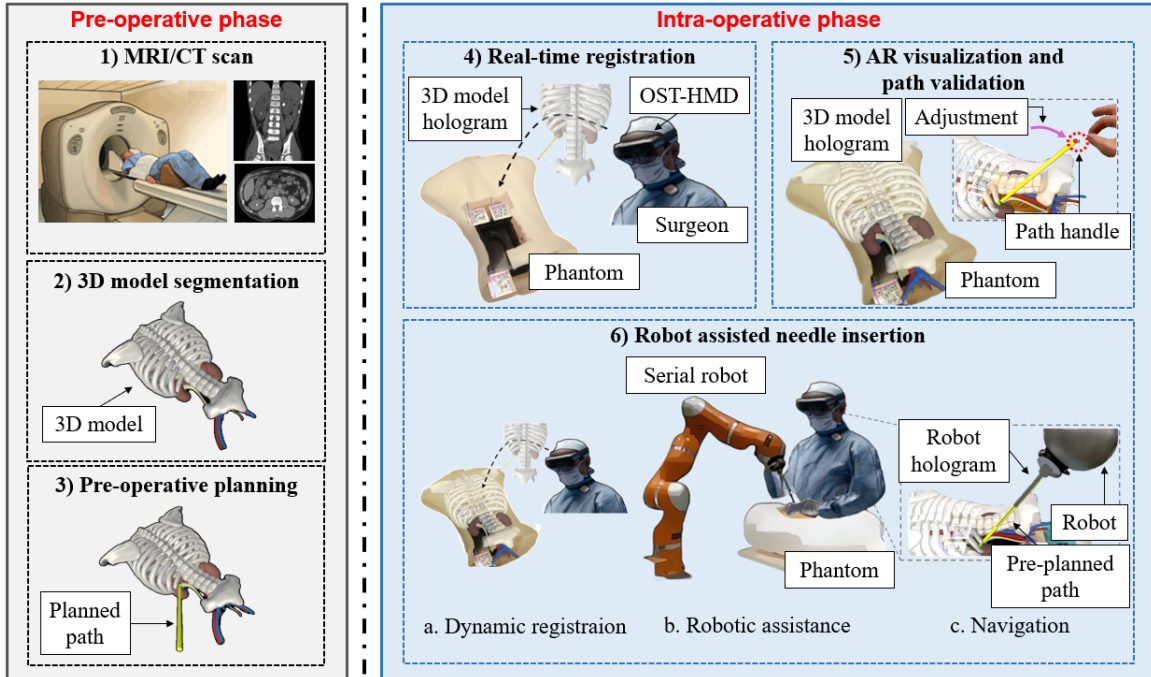 Pre-operative phase
1) MRI/CT scan
2) 3D model segmentation
3D model
3) Pre-operative planning
Planned
path
Intra-operative phase
4) Real-time registration
3D model
hologram
OST-HMD
Surgeon
Phantom
5) AR visualization and
path validation
3D model
hologram
Adjustment
Path handle
Phantom
6) Robot assisted needle insertion
Serial robot
Robot
hologram
Robot
Phantom
Pre-planned
path
a. Dynamic registraion
b. Robotic assistance
c. Navigation